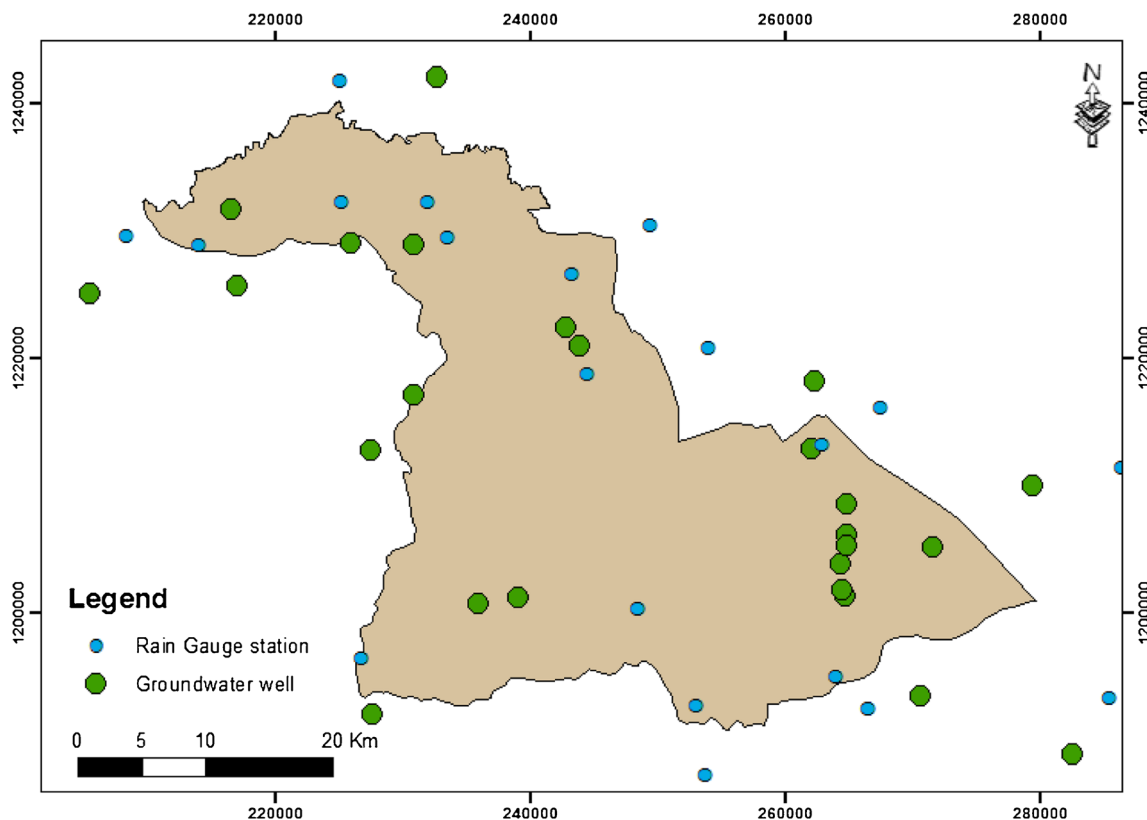 220000 240000 260000 280000
N
1240000 1240000
1220000 1220000
1200000 1200000
Legend
Rain Gauge station
Groundwater well
0 5 10 20 Km
220000 240000 260000 280000